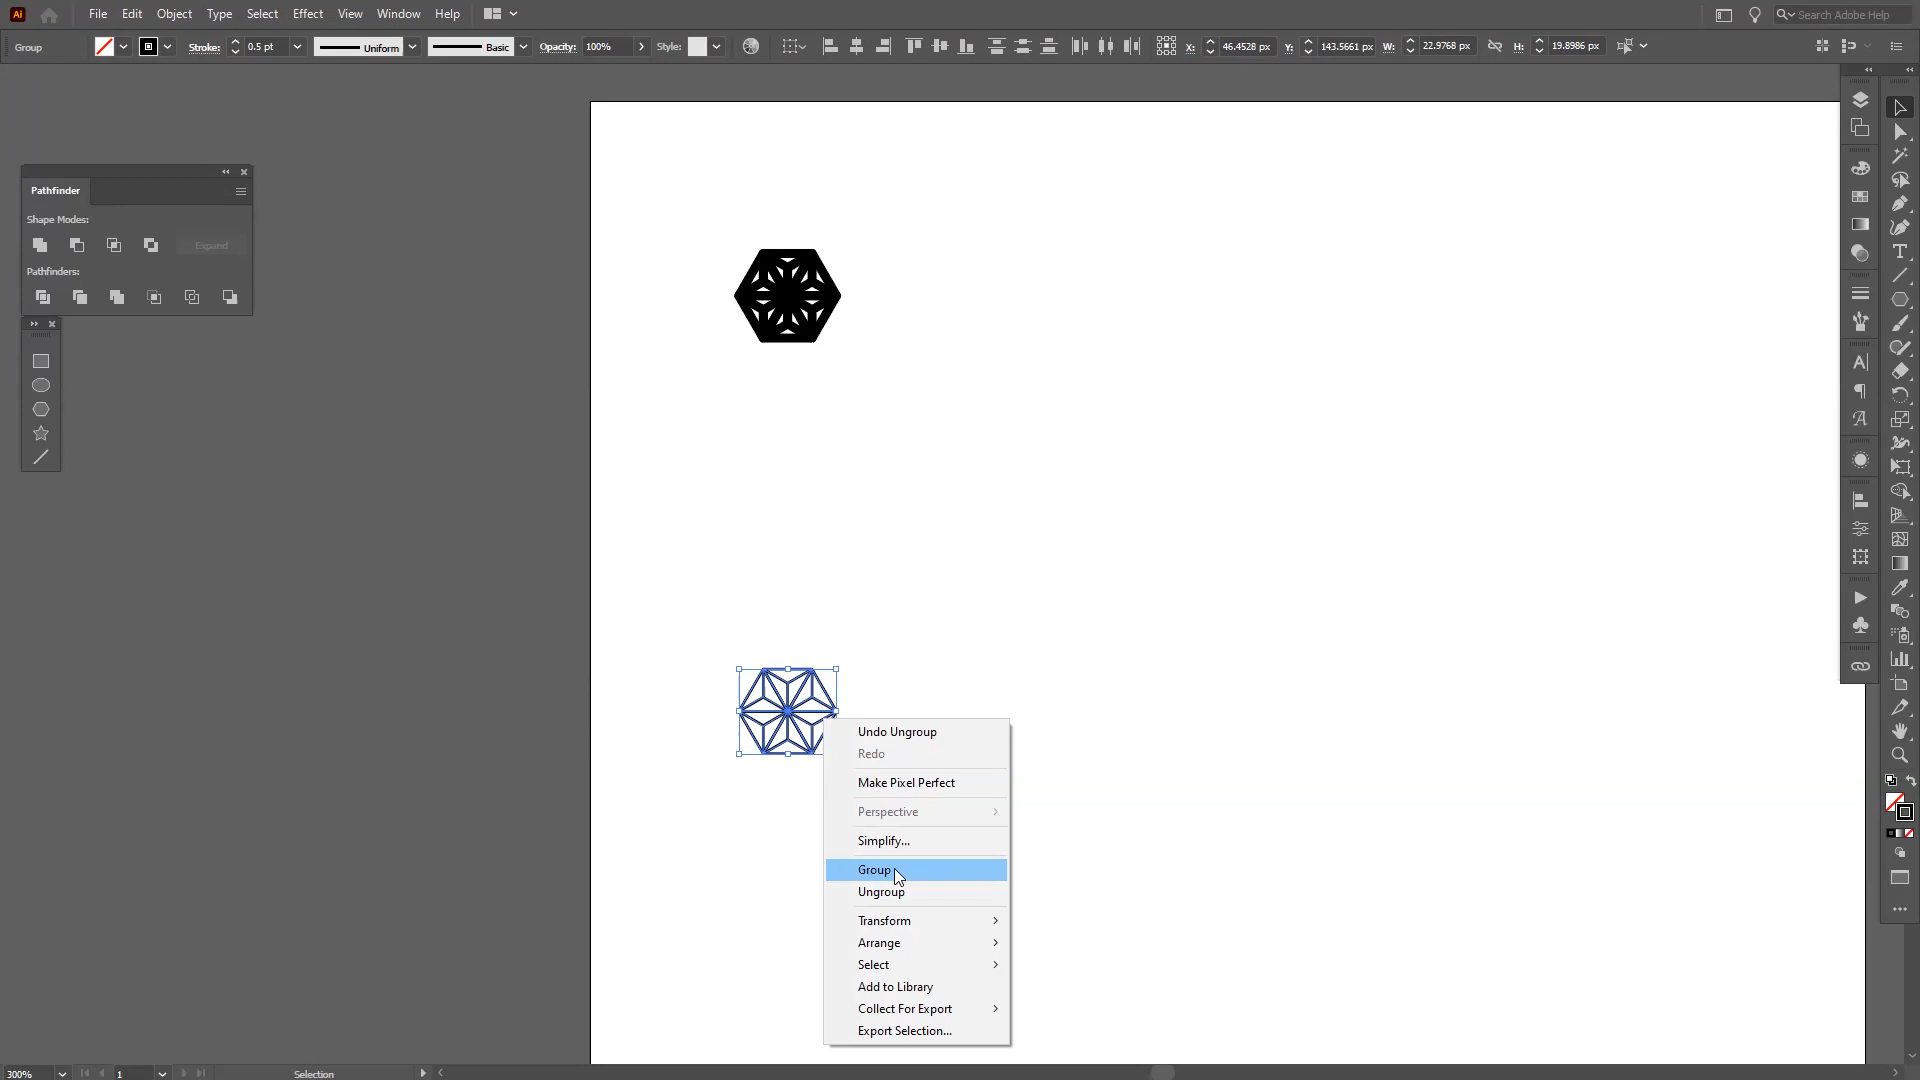 Ai File Edit Object Type Select Effect View Window Help Search Adobe Help
Group Stroke: 0.5 pt Uniform Basic Opacity: 100% Style: X: 46.4528 px Y: 143.5661 px W: 22.9768 px H: 19.8986 px
Pathfinder
Shape Modes:
Expand
Pathfinders:
Undo Ungroup
Redo
Make Pixel Perfect
Perspective
Simplify...
Group
Ungroup
Transform
Arrange
Select
Add to Library
Collect For Export
Export Selection...
300% 1 Selection